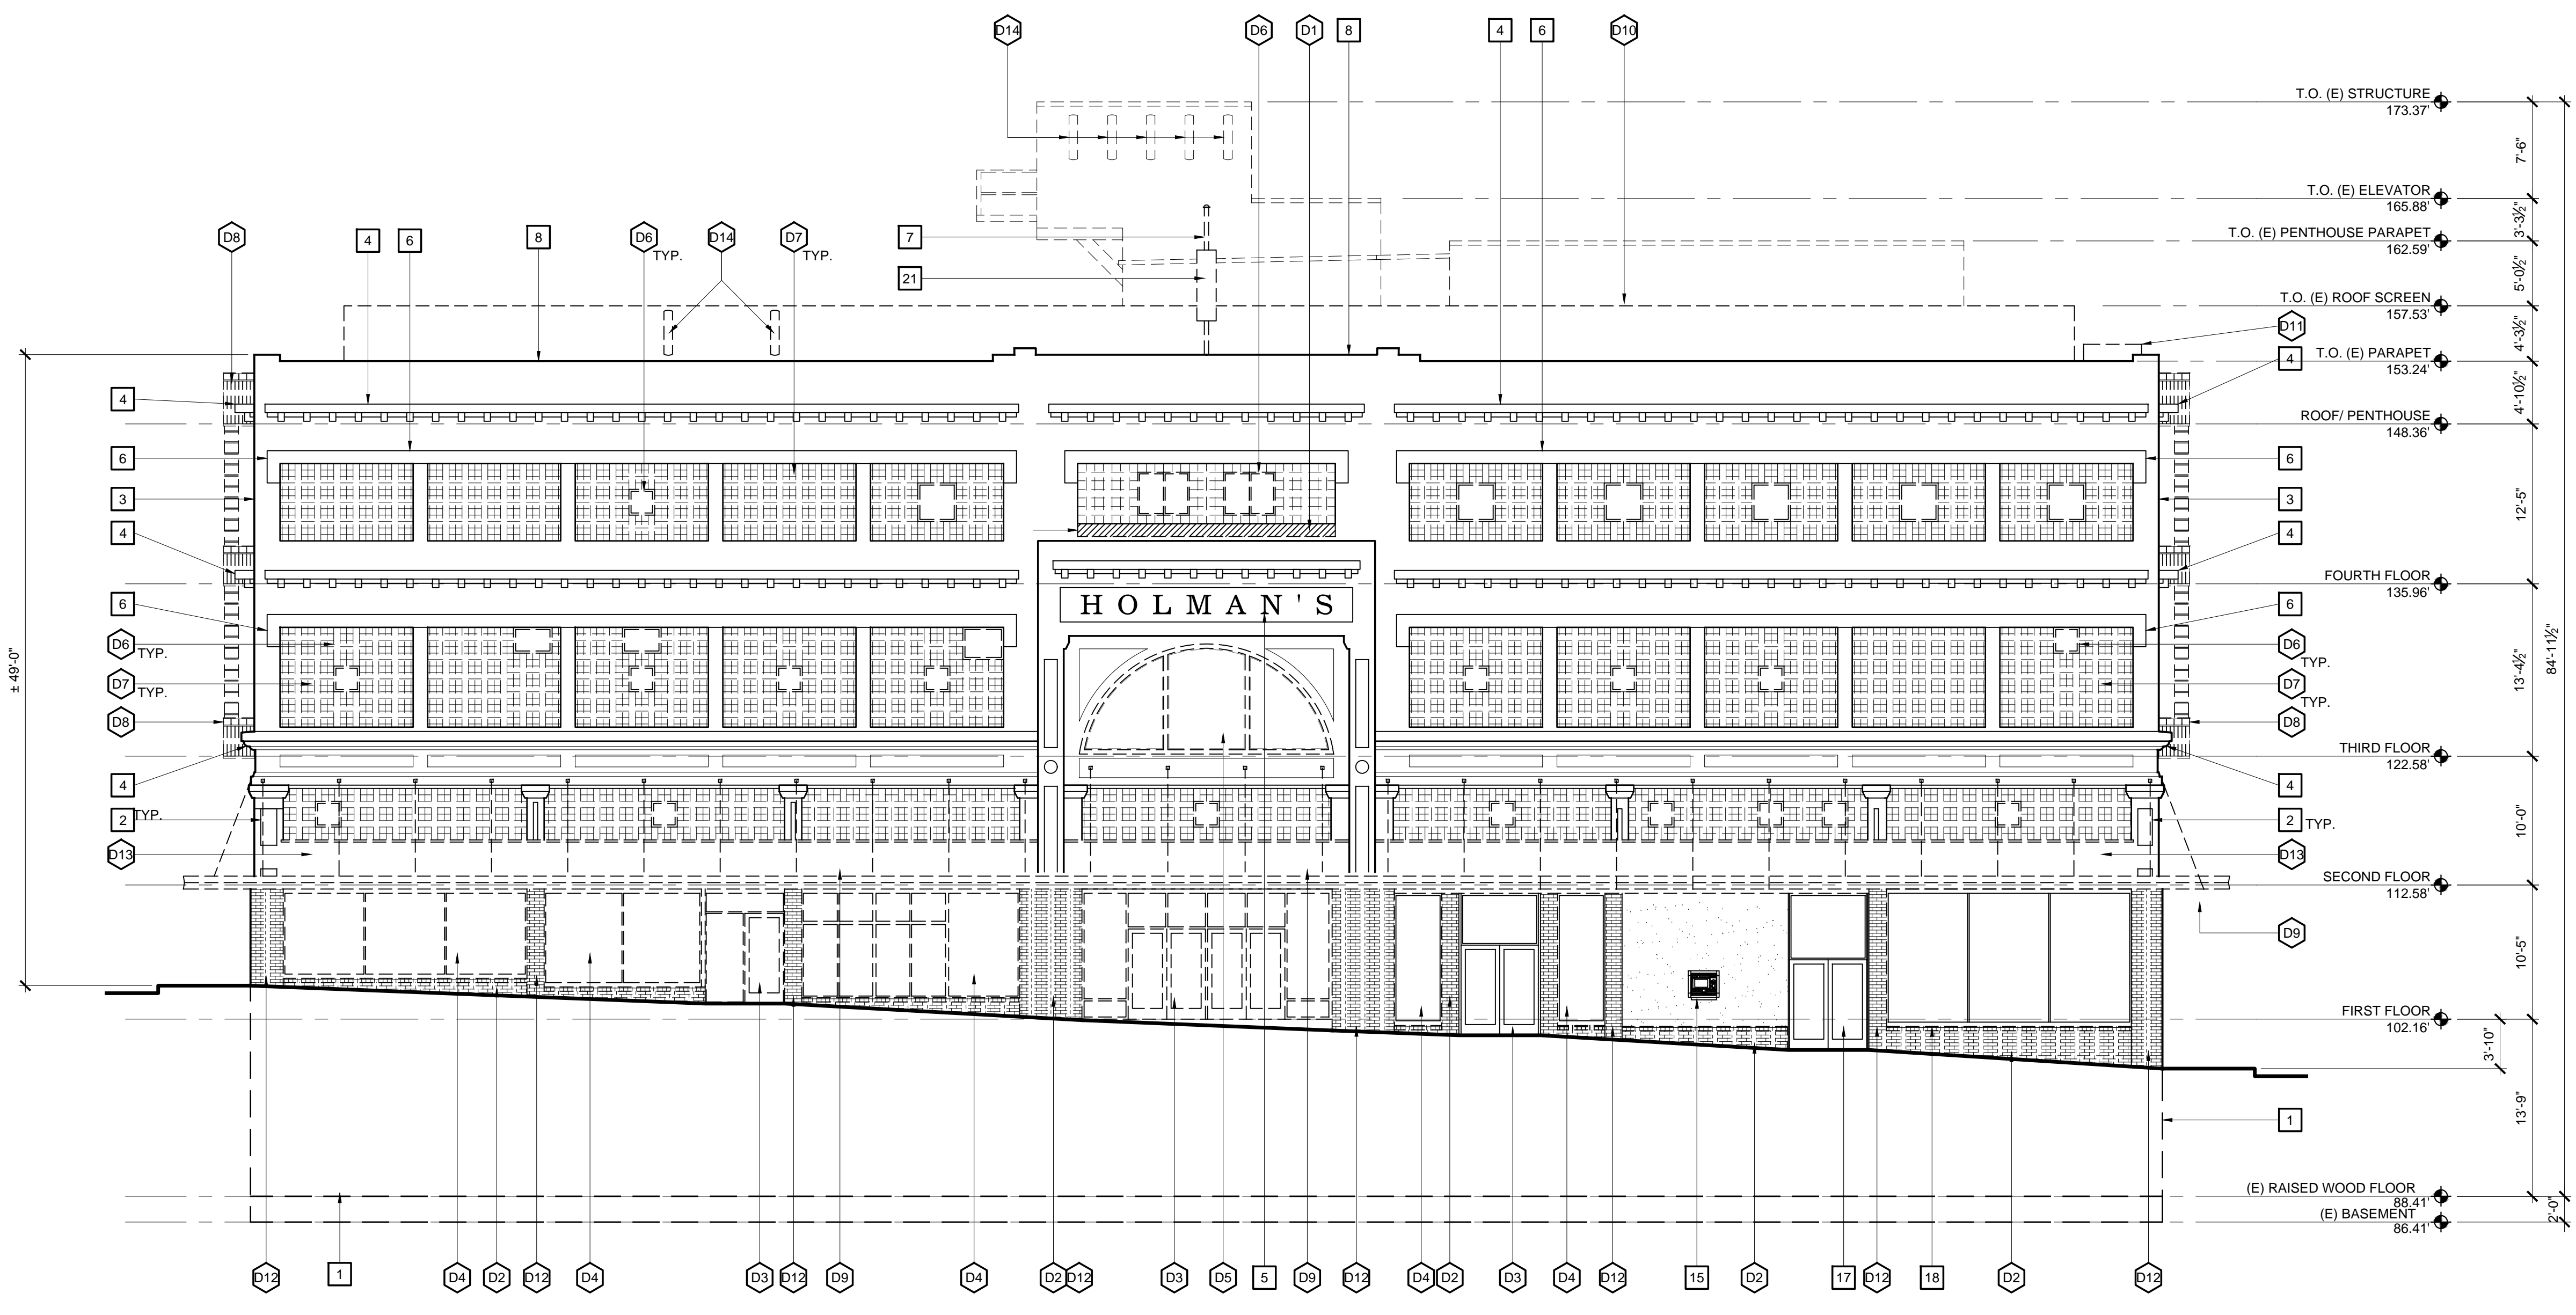 D14 D6 D1 8 4 6 D10
T.O. (E) STRUCTURE
173.37'
7'-6"
T.O. (E) ELEVATOR
165.88'
3'-3½"
D8 4 6 8 D6 TYP. D14 D7 TYP. 7
T.O. (E) PENTHOUSE PARAPET
162.59'
21
5'-0½"
T.O. (E) ROOF SCREEN
157.53'
D11
4'-3½"
4 T.O. (E) PARAPET
153.24'
4'-10½"
4
ROOF/ PENTHOUSE
148.36'
6 6
3 3
12'-5"
4 4
FOURTH FLOOR
135.96'
6 HOLMAN'S 6
D6 TYP. D6 TYP.
± 49'-0" 13'-4½" 84'-11½"
D7 TYP. D7 TYP.
D8 D8
THIRD FLOOR
122.58'
4 4
2 TYP. 2 TYP.
10'-0"
D13 D13
SECOND FLOOR
112.58'
D9
10'-5"
FIRST FLOOR
102.16'
3'-10"
13'-9"
1
(E) RAISED WOOD FLOOR
88.41'
(E) BASEMENT
86.41'
2'-0"
D12 1 D4 D2 D12 D4 D3 D12 D9 D4 D2 D12 D3 D5 5 D9 D12 D4 D2 D3 D4 D12 15 D2 17 D12 18 D2 D12